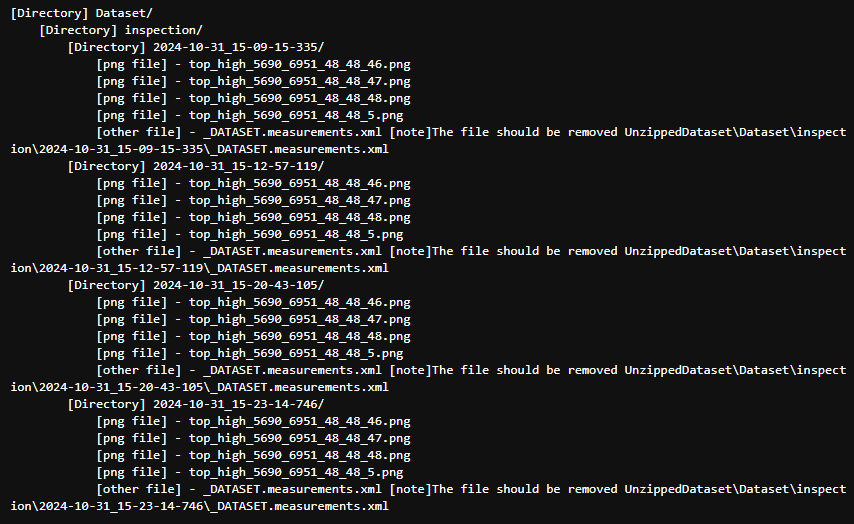 [Directory] Dataset/
[Directory] inspection/
[Directory] 2024-10-31_15-09-15-335/
[png file] - top_high_5690_6951_48_48_46.png
[png file] - top_high_5690_6951_48_48_47.png
[png file] - top_high_5690_6951_48_48_48.png
[png file] - top_high_5690_6951_48_48_5.png
[other file] - _DATASET.measurements.xml [note]The file should be removed UnzippedDataset\Dataset\inspect
ion\2024-10-31_15-09-15-335\_DATASET.measurements.xml
[Directory] 2024-10-31_15-12-57-119/
[png file] - top_high_5690_6951_48_48_46.png
[png file] - top_high_5690_6951_48_48_47.png
[png file] - top_high_5690_6951_48_48_48.png
[png file] - top_high_5690_6951_48_48_5.png
[other file] - _DATASET.measurements.xml [note]The file should be removed UnzippedDataset\Dataset\inspect
ion\2024-10-31_15-12-57-119\_DATASET.measurements.xml
[Directory] 2024-10-31_15-20-43-105/
[png file] - top_high_5690_6951_48_48_46.png
[png file] - top_high_5690_6951_48_48_47.png
[png file] - top_high_5690_6951_48_48_48.png
[png file] - top_high_5690_6951_48_48_5.png
[other file] - _DATASET.measurements.xml [note]The file should be removed UnzippedDataset\Dataset\inspect
ion\2024-10-31_15-20-43-105\_DATASET.measurements.xml
[Directory] 2024-10-31_15-23-14-746/
[png file] - top_high_5690_6951_48_48_46.png
[png file] - top_high_5690_6951_48_48_47.png
[png file] - top_high_5690_6951_48_48_48.png
[png file] - top_high_5690_6951_48_48_5.png
[other file] - _DATASET.measurements.xml [note]The file should be removed UnzippedDataset\Dataset\inspect
ion\2024-10-31_15-23-14-746\_DATASET.measurements.xml